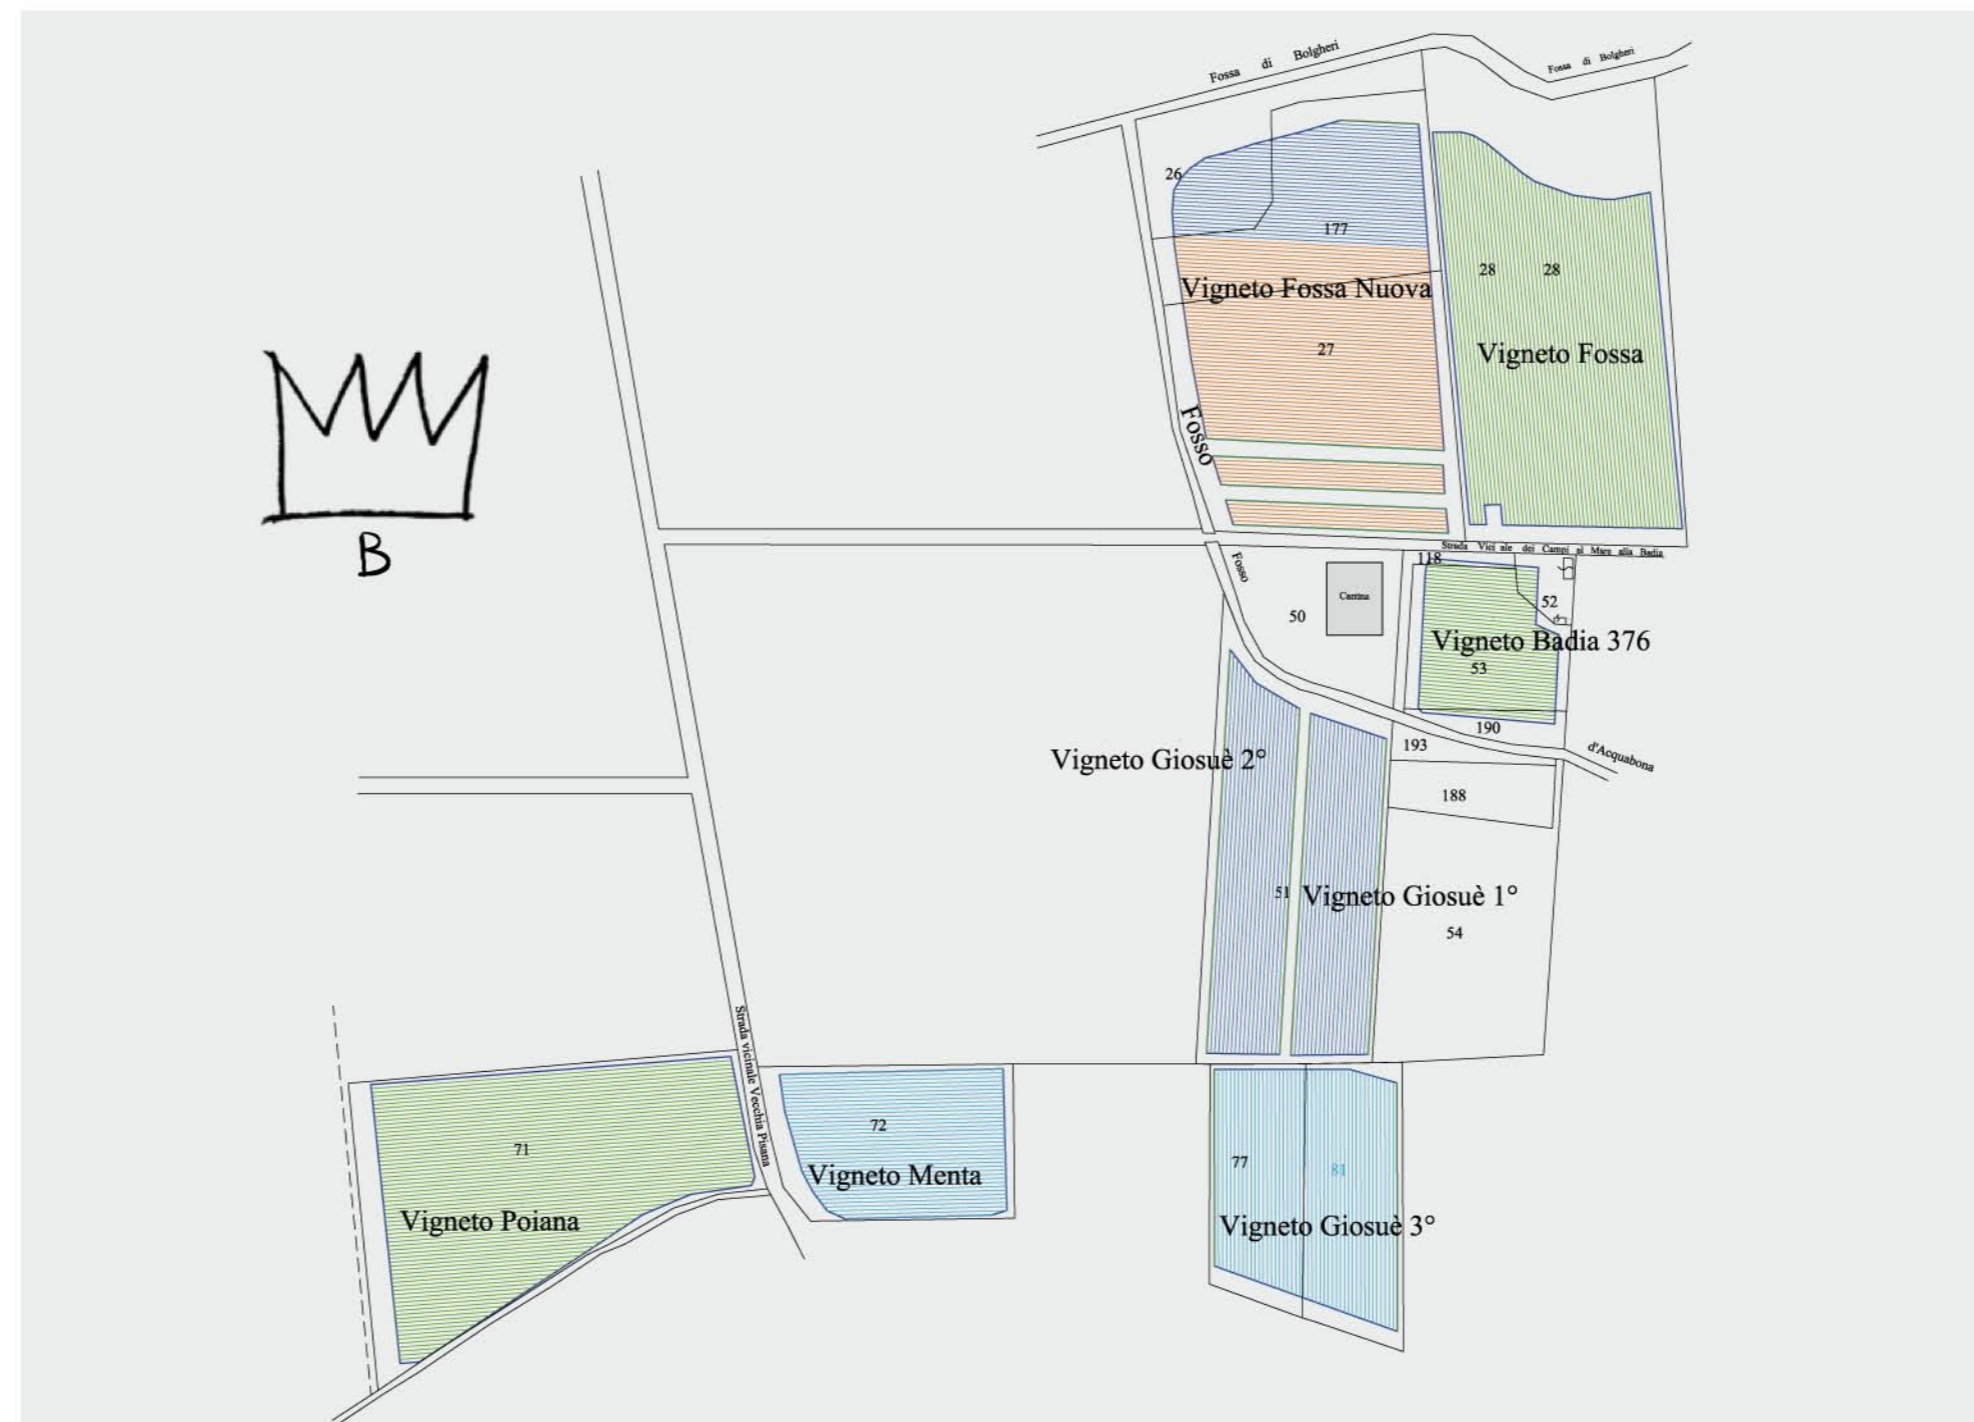 Fossa di Bolgheri
Fossa di Bolgheri
26
177
28 28
Vigneto Fossa Nuova
27
Vigneto Fossa
Fosso
B
Strada Vicinale dei Campi al Mare alla Badia
118
Fosso
Cantina
50
52
Vigneto Badia 376
53
190
193
d'Acquabona
Vigneto Giosuè 2°
188
51
Vigneto Giosuè 1°
54
Strada vicinale Vecchia Pisana
72
71
77
81
Vigneto Menta
Vigneto Poiana
Vigneto Giosuè 3°